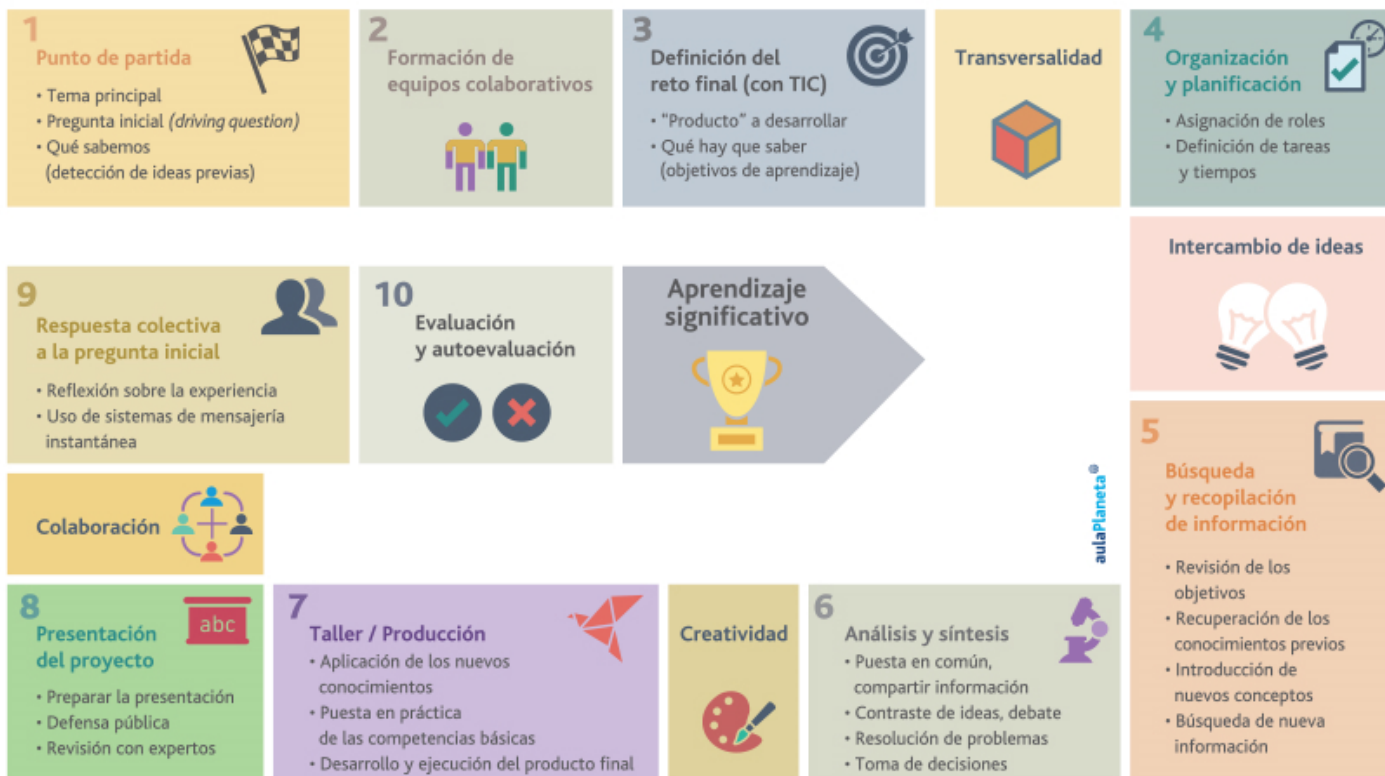 1
Punto de partida
• Tema principal
• Pregunta inicial (driving question)
• Qué sabemos
(detección de ideas previas)
2
Formación de
equipos colaborativos
3
Definición del
reto final (con TIC)
• "Producto" a desarrollar
• Qué hay que saber
(objetivos de aprendizaje)
Transversalidad
4
Organización
y planificación
• Asignación de roles
• Definición de tareas
y tiempos
Intercambio de ideas
5
Búsqueda
y recopilación
de información
• Revisión de los
objetivos
• Recuperación de los
conocimientos previos
• Introducción de
nuevos conceptos
• Búsqueda de nueva
información
6
Análisis y síntesis
• Puesta en común,
compartir información
• Contraste de ideas, debate
• Resolución de problemas
• Toma de decisiones
Creatividad
7
Taller / Producción
• Aplicación de los nuevos
conocimientos
• Puesta en práctica
de las competencias básicas
• Desarrollo y ejecución del producto final
8
abc
Presentación
del proyecto
• Preparar la presentación
• Defensa pública
• Revisión con expertos
Colaboración
9
Respuesta colectiva
a la pregunta inicial
• Reflexión sobre la experiencia
• Uso de sistemas de mensajería
instantánea
10
Evaluación
y autoevaluación
Aprendizaje
significativo
aulaPlaneta®